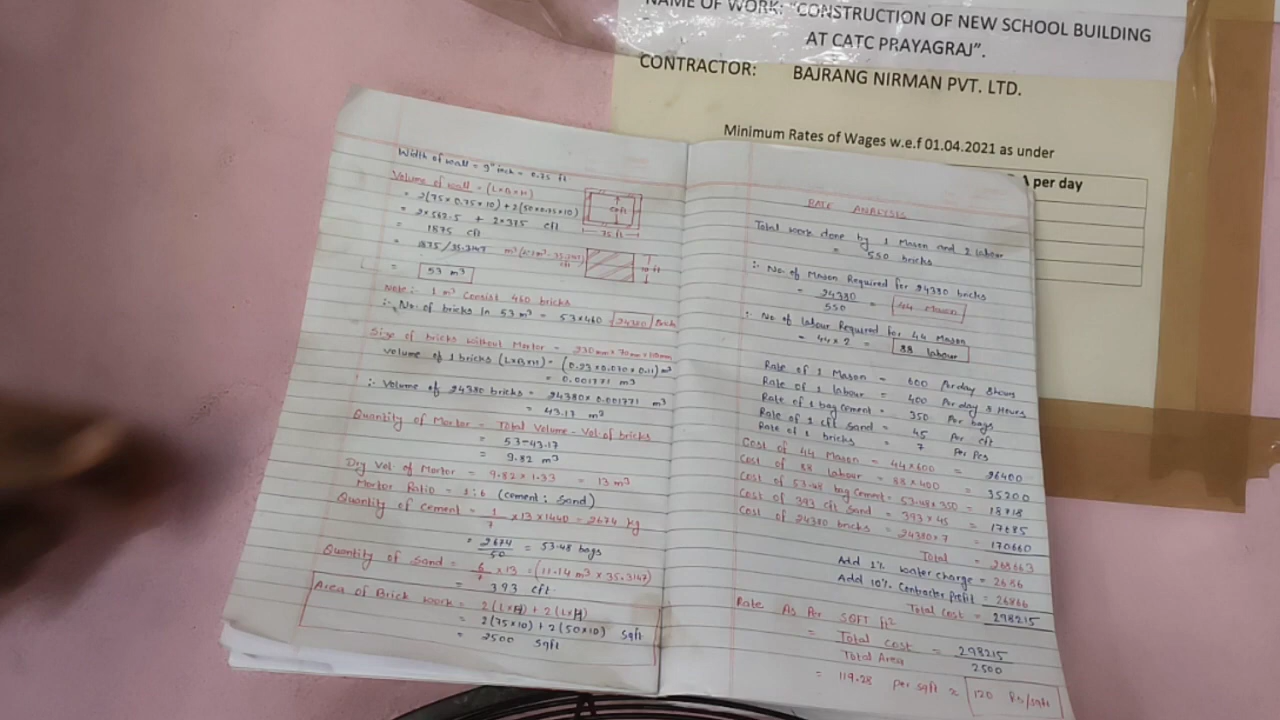 NAME OF WORK: "CONSTRUCTION OF NEW SCHOOL BUILDING
AT CATC PRAYAGRAJ".
CONTRACTOR: BAJRANG NIRMAN PVT. LTD.
Minimum Rates of Wages w.e.f 01.04.2021 as under
A per day
Width of wall = 9" inch = 0.75 ft
Volume of wall = (L×B×H)
= 2(75×0.75×10) + 2(50×0.75×10)
= 2×562.5 + 2×375 cft
= 1875 cft
= 1875/35.3147 m³ (∵ 1m³ = 35.3147 cft
= 53 m³
75 ft
10 ft
Note:- 1 m³ Consist 460 bricks
∴ No. of bricks in 53 m³ = 53×460 24380 Brick
Size of bricks without Mortar = 230mm×70mm×110mm
volume of 1 bricks (L×B×H) = (0.23×0.070×0.11) m³
= 0.001771 m³
∴ Volume of 24380 bricks = 24380×0.001771 m³
= 43.17 m³
Quantity of Mortar = Total Volume - Vol. of bricks
= 53-43.17
= 9.82 m³
Dry Vol. of Mortar = 9.82×1.33 = 13 m³
Mortar Ratio = 1:6 (cement : Sand)
Quantity of Cement = 1/7 ×13×1440 = 2674 kg
= 2674/50 = 53.48 bags
Quantity of Sand = 6/7 ×13 = (11.14 m³ × 35.3147)
= 393 cft
Area of Brick work = 2(L×H) + 2(L×H)
= 2(75×10) + 2(50×10) sqft
= 2500 sqft
RATE ANALYSIS
Total work done by 1 Mason and 2 labour
= 550 bricks
∴ No. of Mason Required for 24380 bricks
= 24380/550 = 44 Mason
∴ No of labour Required for 44 Mason
= 44×2 = 88 labour
Rate of 1 Mason = 600 Per day 8 hours
Rate of 1 labour = 400 Per day 8 Hours
Rate of 1 bag cement = 350 Per bags
Rate of 1 cft sand = 45 Per cft
Rate of 1 bricks = 7 Per Pcs
Cost of 44 Mason = 44×600 = 26400
Cost of 88 labour = 88×400 = 35200
Cost of 53.48 bag Cement = 53.48×350 = 18718
Cost of 393 cft Sand = 393×45 = 17685
Cost of 24380 bricks = 24380×7 = 170660
Total = 268663
Add 1% water charge = 2686
Add 10% Contractor Profit = 26866
Total Cost = 298215
Rate As Per SQFT ft²
= Total Cost/Total Area = 298215/2500
= 119.28 per sqft ≈ 120 Rs/sqft